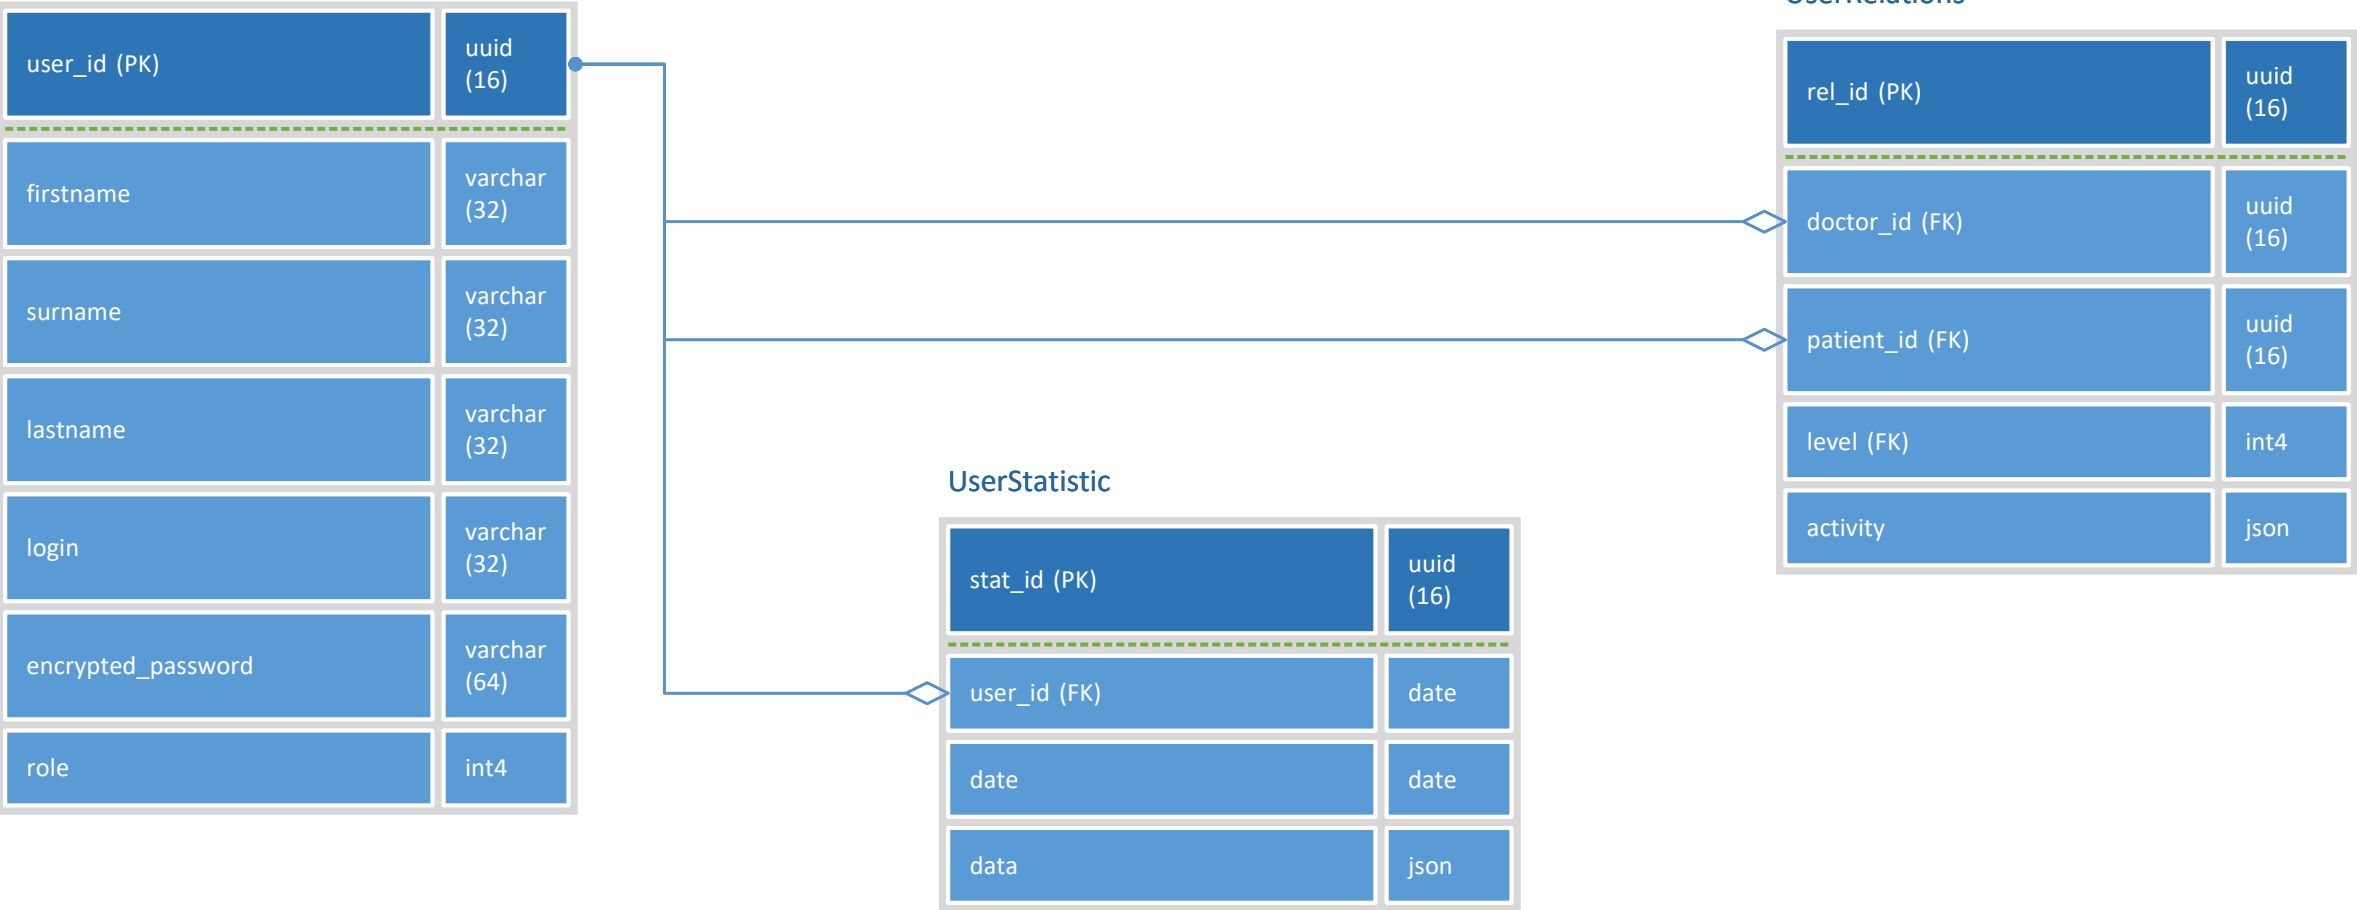 user_id (PK)
uuid
(16)
firstname
varchar
(32)
surname
varchar
(32)
lastname
varchar
(32)
login
varchar
(32)
encrypted_password
varchar
(64)
role
int4
UserStatistic
stat_id (PK)
uuid
(16)
user_id (FK)
date
date
date
data
json
UserRelations
rel_id (PK)
uuid
(16)
doctor_id (FK)
uuid
(16)
patient_id (FK)
uuid
(16)
level (FK)
int4
activity
json